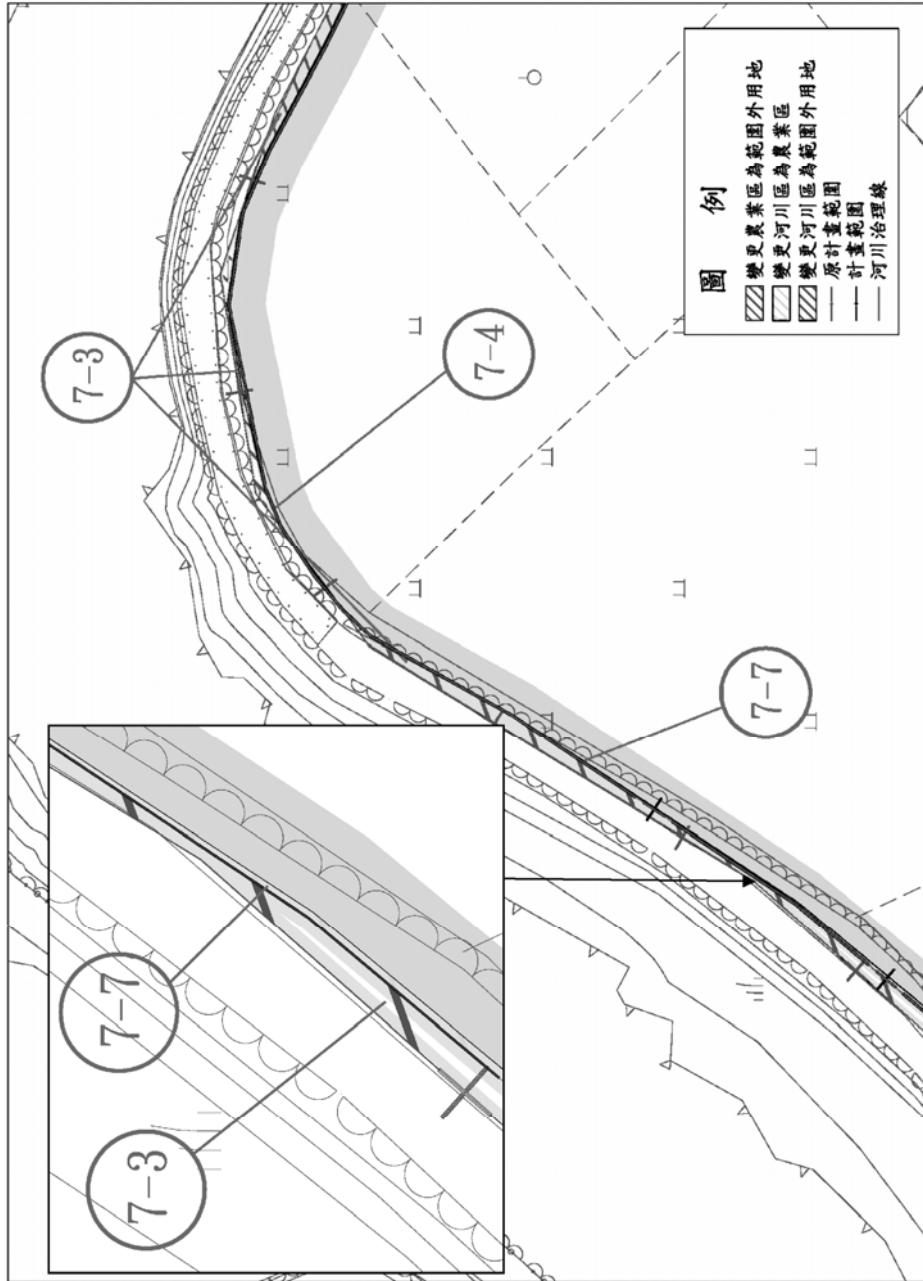 圖例
變更農業區為範圍外用地
變更河川區為農業區
變更河川區為範圍外用地
原計畫範圍
計畫範圍
河川治理線
7-3
7-4
7-7
7-7
7-3